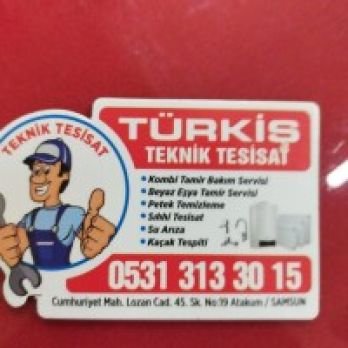 TEKNİK TESİSAT
TÜRKİŞ
TEKNİK TESİSAT
• Kombi Tamir Bakım Servisi
• Beyaz Eşya Tamir Servisi
• Petek Temizleme
• Sıhhi Tesisat
• Su Arıza
• Kaçak Tespiti
0531 313 30 15
Cumhuriyet Mah. Lozan Cad. 45. Sk. No:19 Atakum / SAMSUN